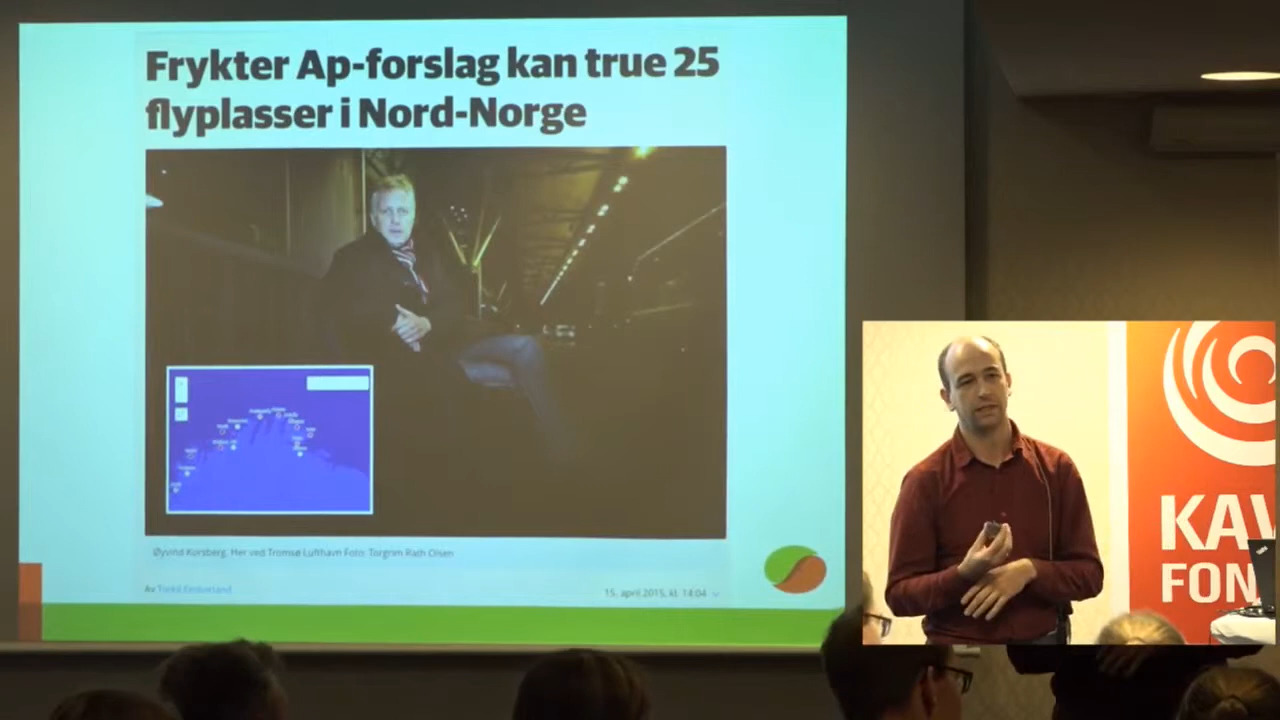 Frykter Ap-forslag kan true 25
flyplasser i Nord-Norge
Øyvind Korsberg. Her ved Tromsø Lufthavn Foto: Torgrim Rath Olsen
Av
15. april 2015, kl. 14:04
KAV
FON